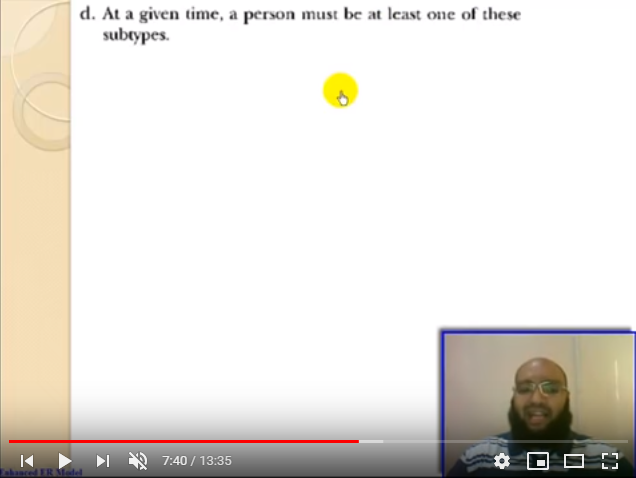 d. At a given time, a person must be at least one of these
subtypes.
7:40 / 13:35
Enhanced ER Model